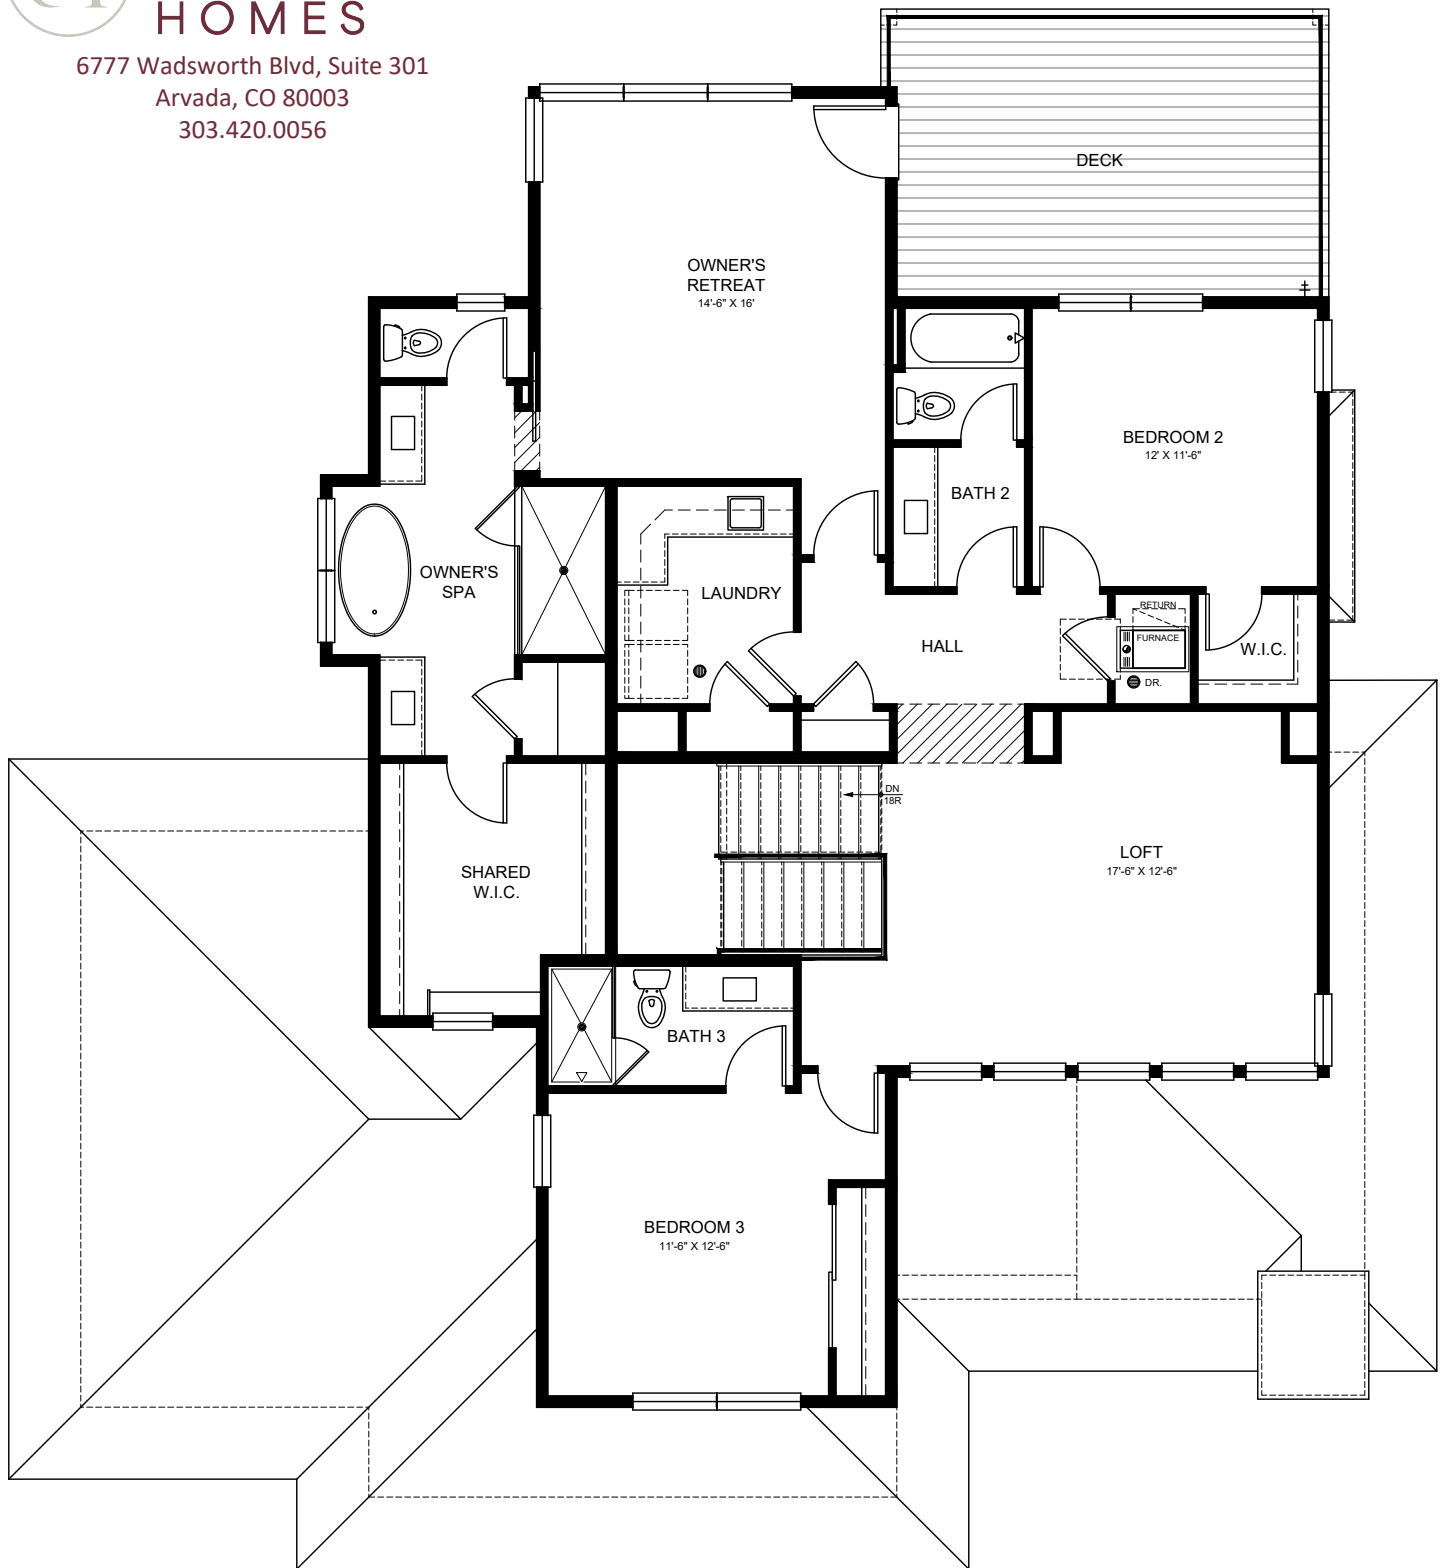 HOMES
6777 Wadsworth Blvd, Suite 301
Arvada, CO 80003
303.420.0056
DECK
OWNER'S
RETREAT
14'-6" X 16'
BEDROOM 2
12' X 11'-6"
BATH 2
OWNER'S
SPA
LAUNDRY
HALL
RETURN
FURNACE
DR.
W.I.C.
DN
18R
LOFT
17'-6" X 12'-6"
SHARED
W.I.C.
BATH 3
BEDROOM 3
11'-6" X 12'-6"